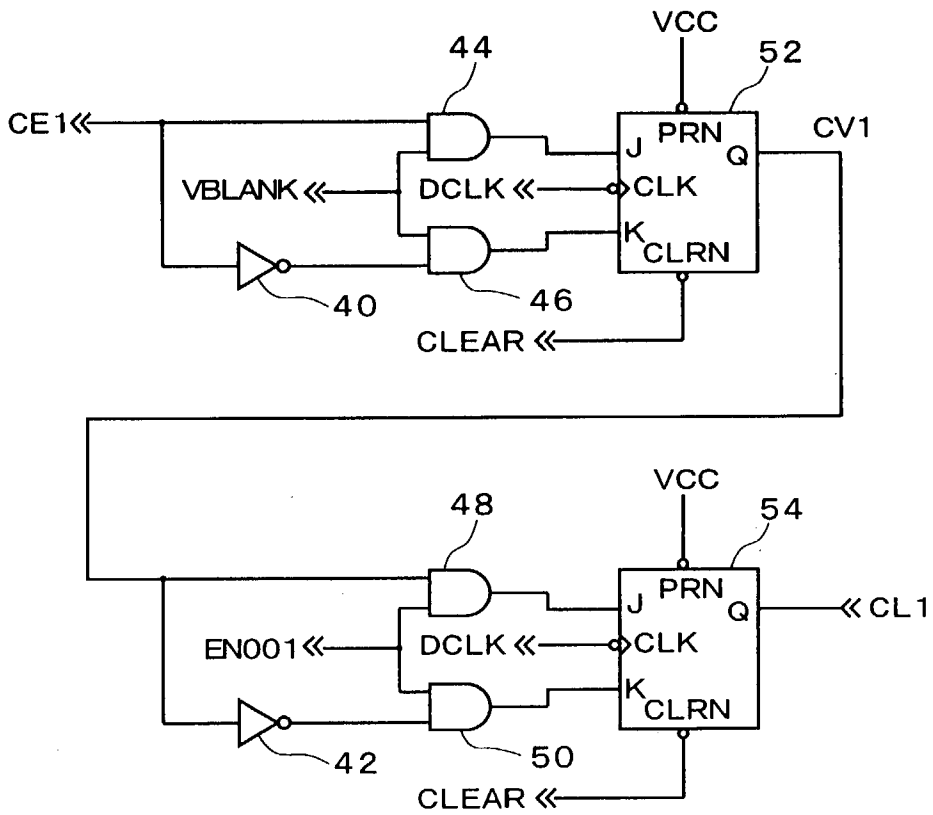 VCC
44
52
CE1
PRN
CV1
J
Q
VBLANK
DCLK
CLK
K
CLRN
40
46
CLEAR
VCC
48
54
PRN
J
Q
CL1
EN001
DCLK
CLK
K
CLRN
42
50
CLEAR